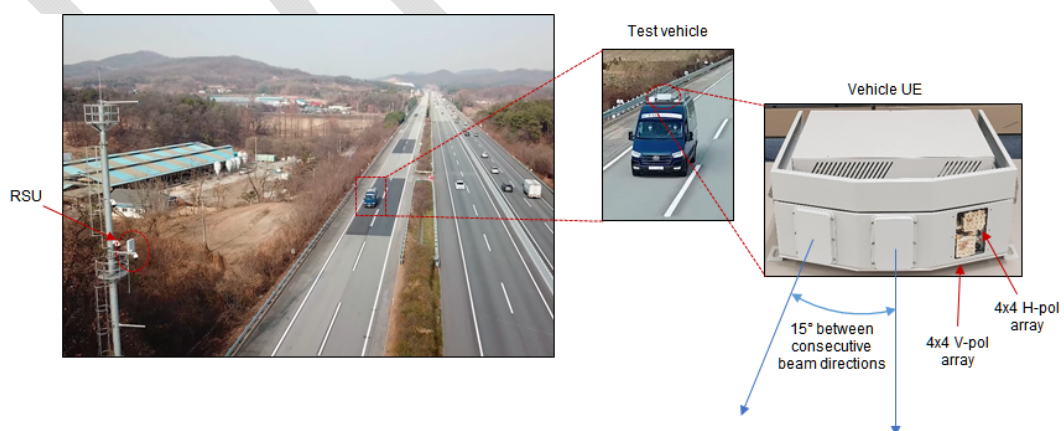 Test vehicle
Vehicle UE
RSU
4x4 H-pol
array
4x4 V-pol
array
15° between
consecutive
beam directions